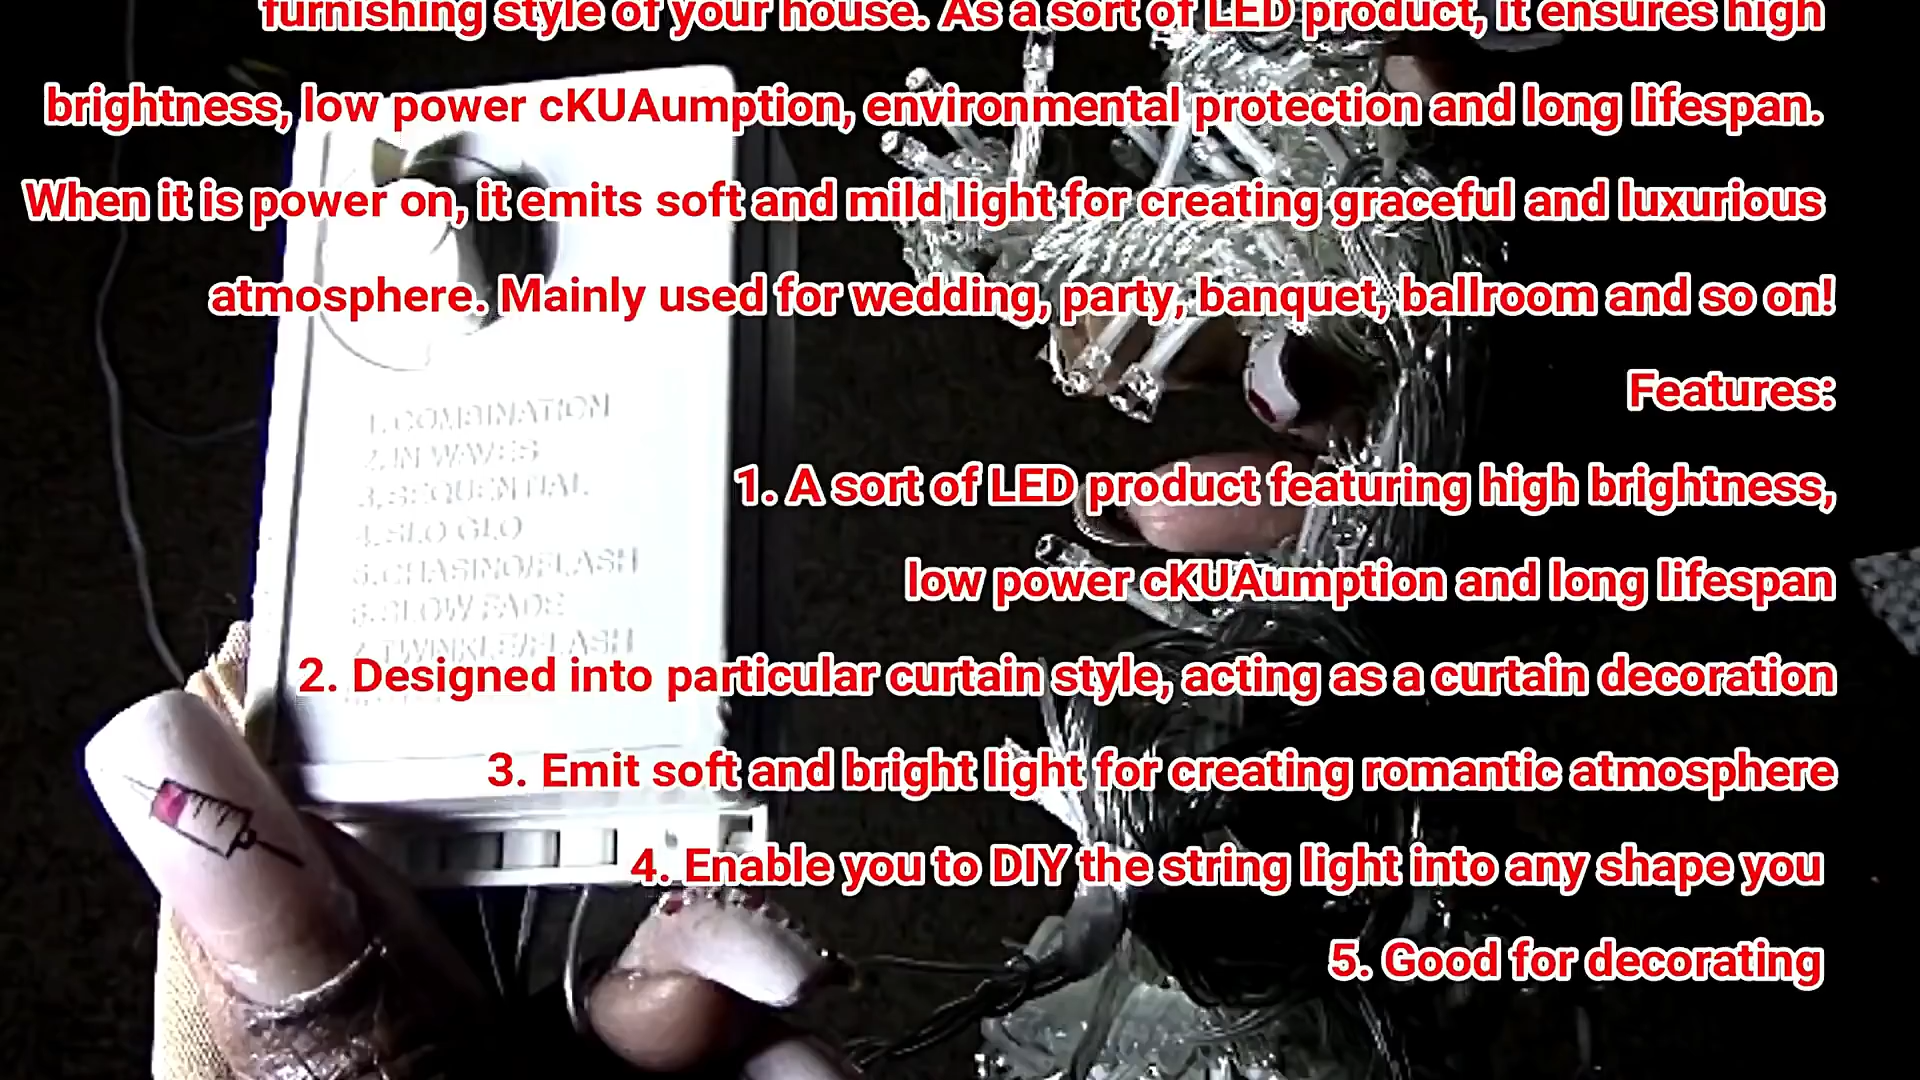 furnishing style of your house. As a sort of LED product, it ensures high
brightness, low power cKUAumption, environmental protection and long lifespan.
When it is power on, it emits soft and mild light for creating graceful and luxurious
atmosphere. Mainly used for wedding, party, banquet, ballroom and so on!
Features:
1. A sort of LED product featuring high brightness,
low power cKUAumption and long lifespan
2. Designed into particular curtain style, acting as a curtain decoration
3. Emit soft and bright light for creating romantic atmosphere
4. Enable you to DIY the string light into any shape you
5. Good for decorating
1.COMBINATION
2.IN WAVES
3.SEQUENTIAL
4.SLO GLO
5.CHASING/FLASH
6.SLOW FADE
7.TWINKLE/FLASH